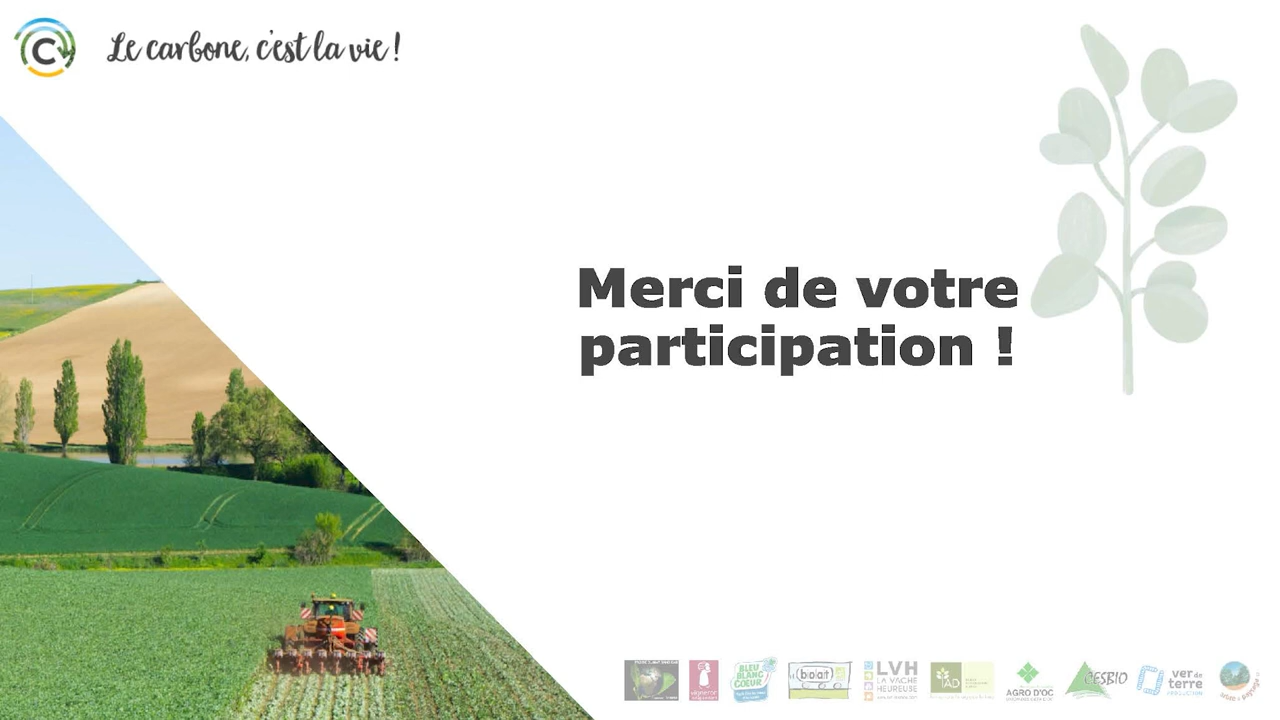 C
Le carbone, c'est la vie !
Merci de votre
participation !
BLEU
BLANC
COEUR
biolait
LVH
LA VACHE
HEUREUSE
AGRO D'OC
CESBIO
ver de
terre
PRODUCTION